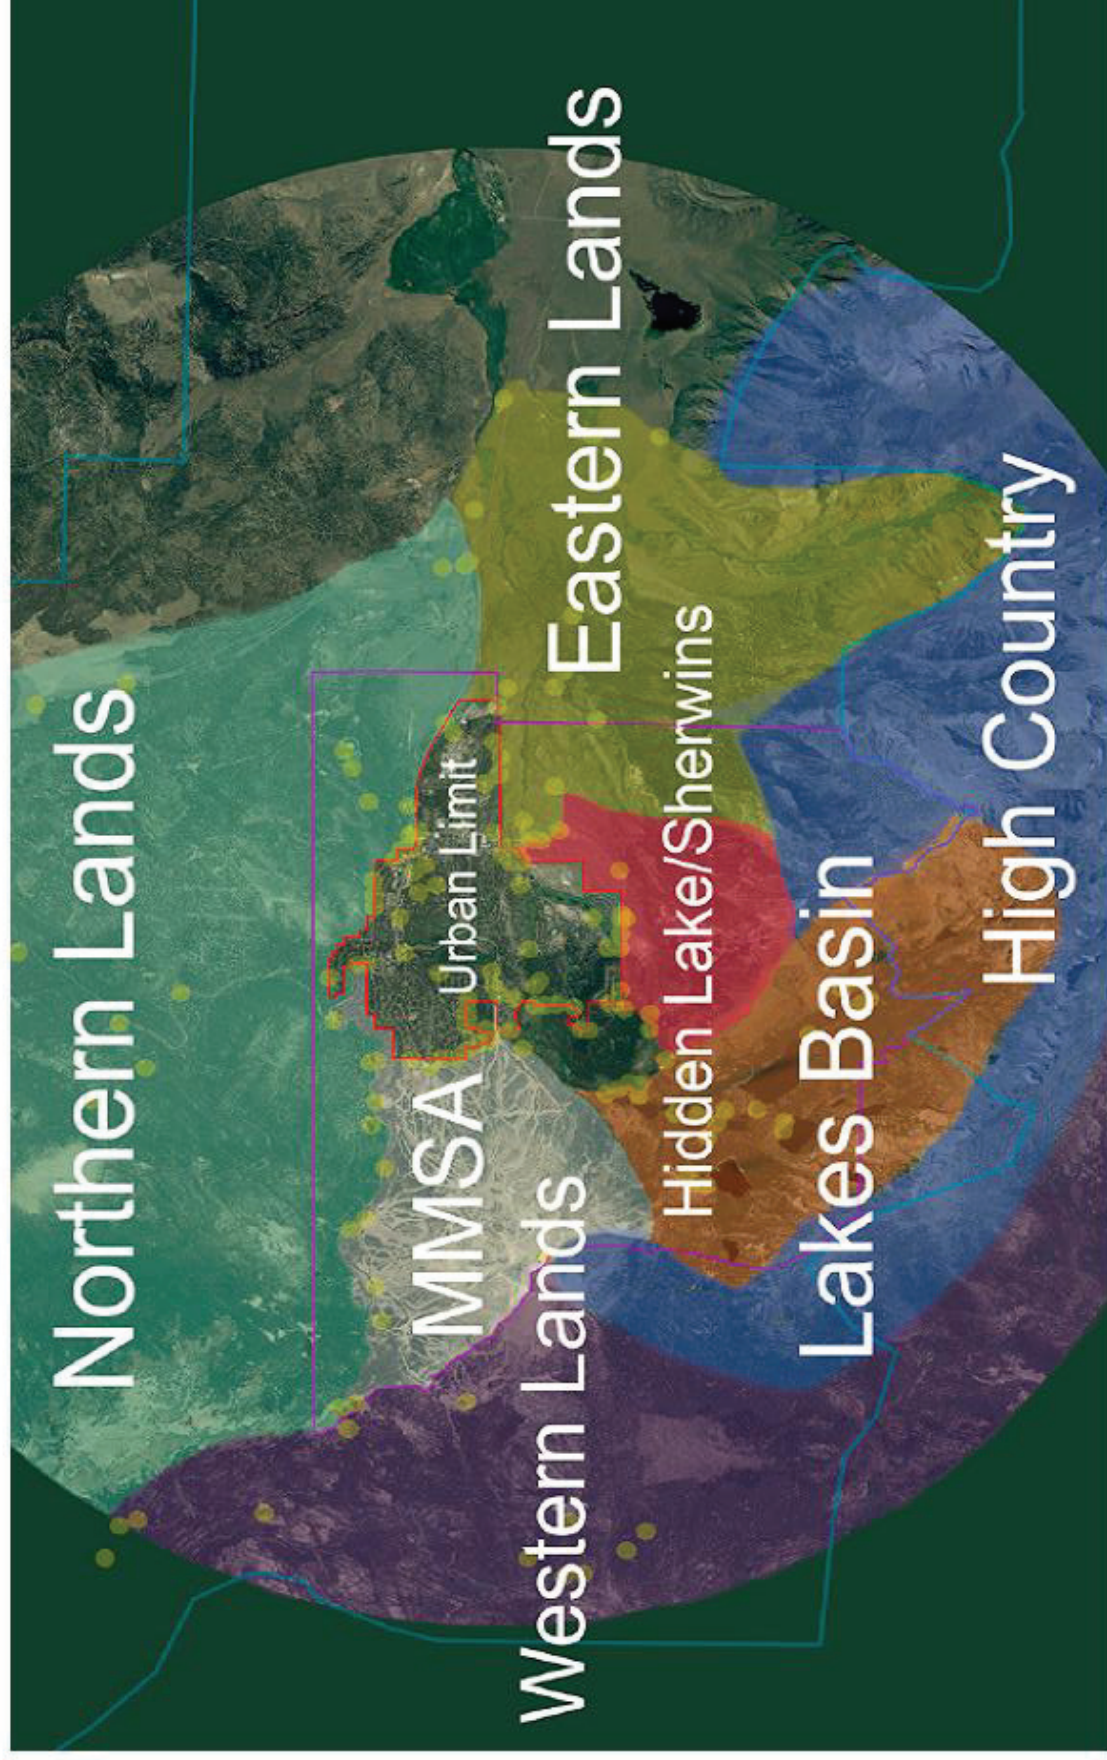 Northern Lands
MMSA
Urban Limit
Western Lands
Eastern Lands
Hidden Lake/Sherwins
Lakes Basin
High Country